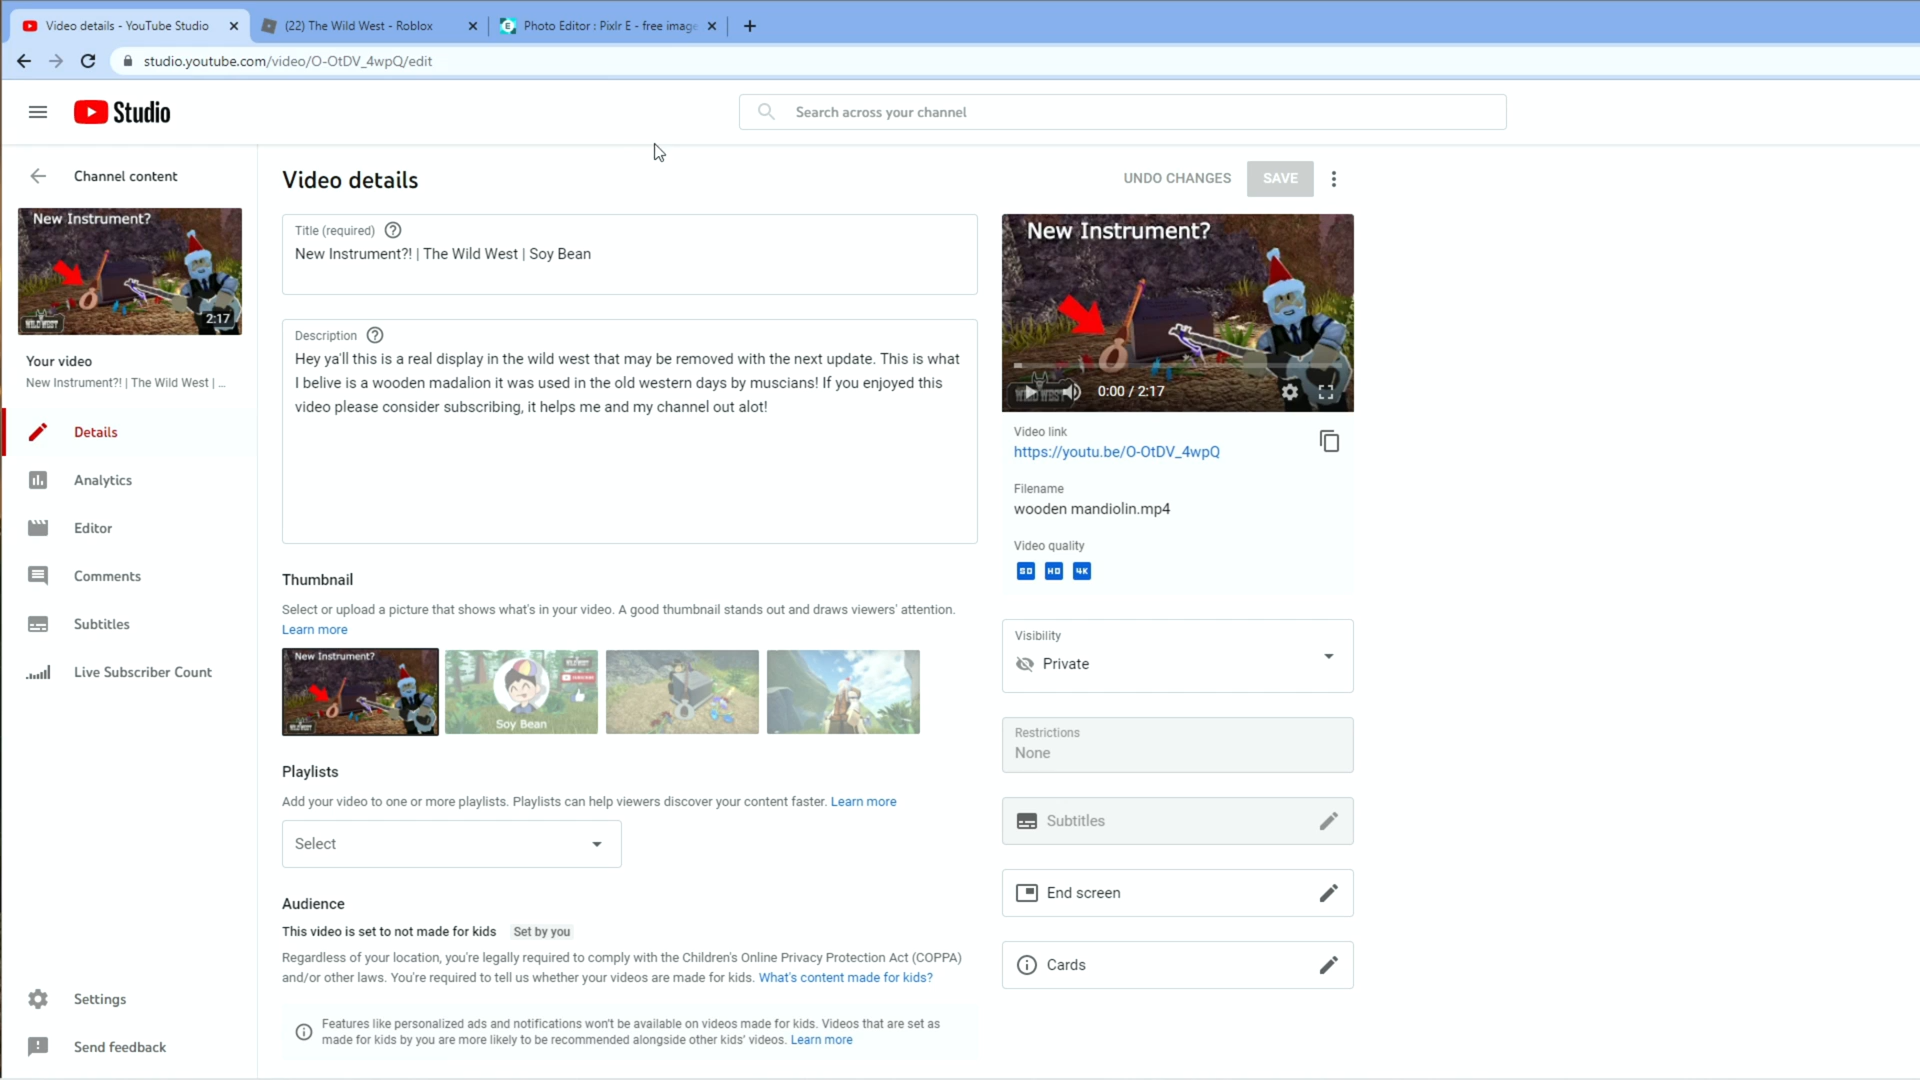 Video details - YouTube Studio
(22) The Wild West - Roblox
Photo Editor : Pixlr E - free image
studio.youtube.com/video/O-OtDV_4wpQ/edit
Studio
Search across your channel
Channel content
Video details
UNDO CHANGES
SAVE
New Instrument?
2:17
WILD WEST
Your video
New Instrument?! | The Wild West | ...
Details
Analytics
Editor
Comments
Subtitles
Live Subscriber Count
Settings
Send feedback
Title (required)
New Instrument?! | The Wild West | Soy Bean
Description
Hey ya'll this is a real display in the wild west that may be removed with the next update. This is what
I belive is a wooden madalion it was used in the old western days by muscians! If you enjoyed this
video please consider subscribing, it helps me and my channel out alot!
Thumbnail
Select or upload a picture that shows what's in your video. A good thumbnail stands out and draws viewers' attention.
Learn more
New Instrument?
Soy Bean
Playlists
Add your video to one or more playlists. Playlists can help viewers discover your content faster. Learn more
Select
Audience
This video is set to not made for kids Set by you
Regardless of your location, you're legally required to comply with the Children's Online Privacy Protection Act (COPPA)
and/or other laws. You're required to tell us whether your videos are made for kids. What's content made for kids?
Features like personalized ads and notifications won't be available on videos made for kids. Videos that are set as
made for kids by you are more likely to be recommended alongside other kids' videos. Learn more
New Instrument?
WILD WEST
0:00 / 2:17
Video link
https://youtu.be/O-OtDV_4wpQ
Filename
wooden mandiolin.mp4
Video quality
SD HD 4K
Visibility
Private
Restrictions
None
Subtitles
End screen
Cards